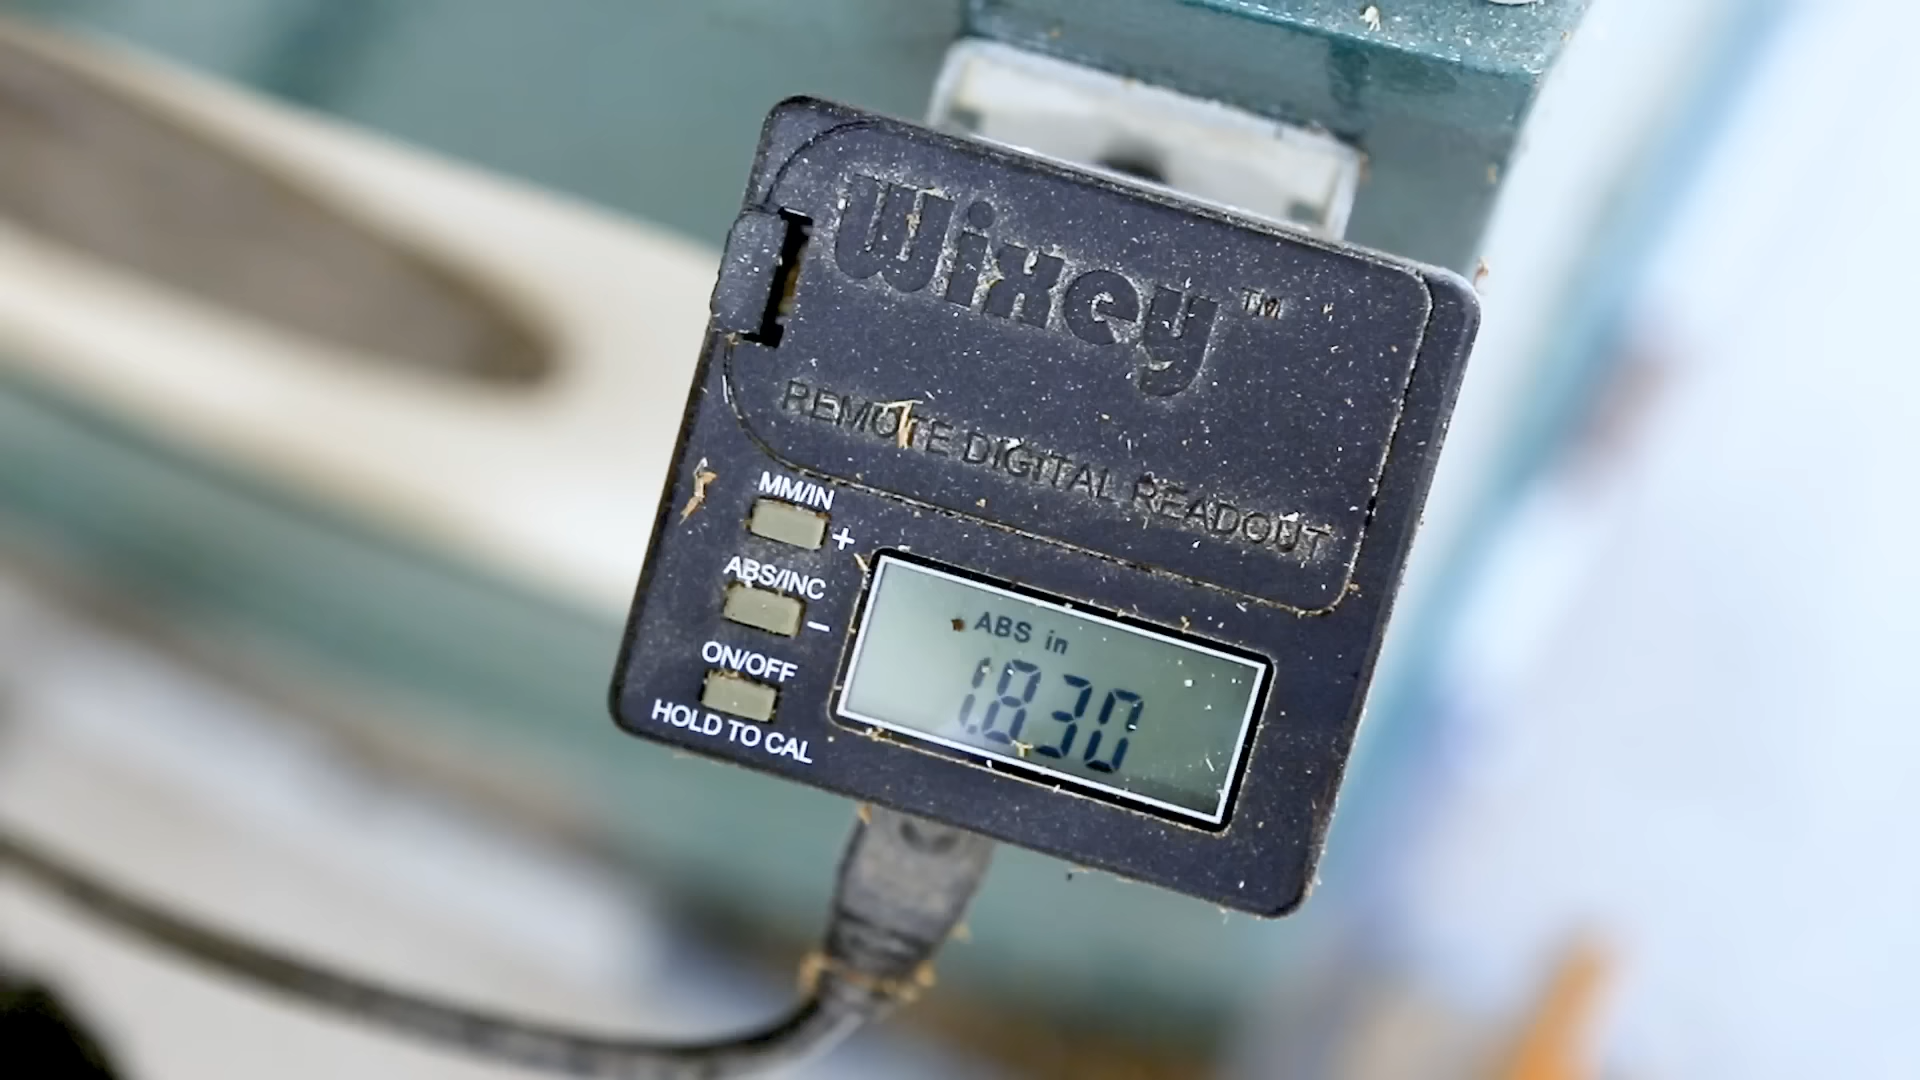 Wixey™
REMOTE DIGITAL READOUT
MM/IN
+
ABS/INC
−
ON/OFF
HOLD TO CAL
ABS in
1.830